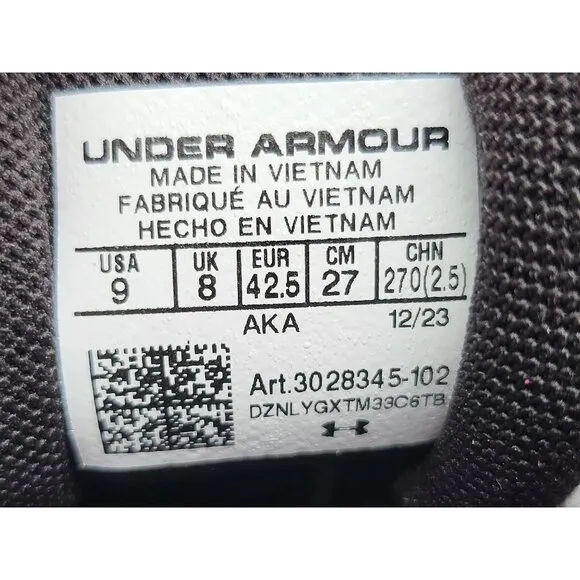 UNDER ARMOUR
MADE IN VIETNAM
FABRIQUÉ AU VIETNAM
HECHO EN VIETNAM
USA UK EUR CM CHN
9 8 42.5 27 270(2.5)
AKA 12/23
Art.3028345-102
DZNLYGXTM33C6TB